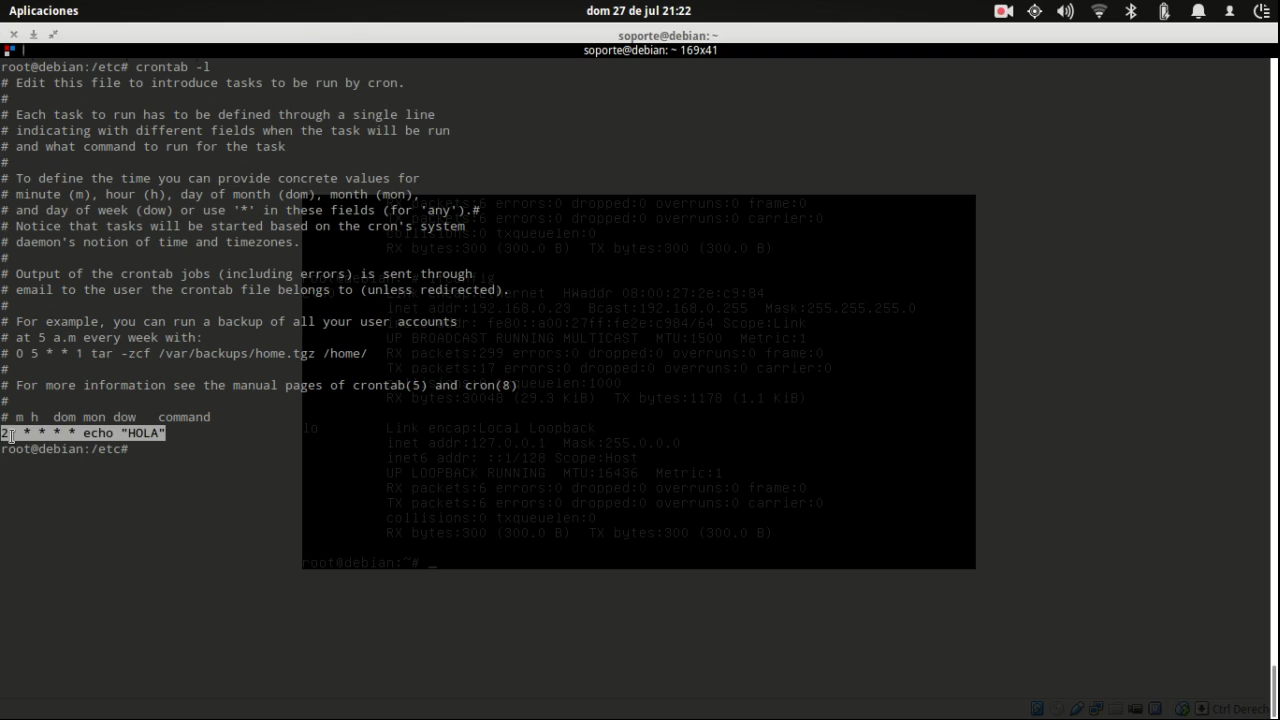 Aplicaciones
dom 27 de jul 21:22
soporte@debian: ~
soporte@debian: ~ 169x41
root@debian:/etc# crontab -l
# Edit this file to introduce tasks to be run by cron.
#
# Each task to run has to be defined through a single line
# indicating with different fields when the task will be run
# and what command to run for the task
#
# To define the time you can provide concrete values for
# minute (m), hour (h), day of month (dom), month (mon),
# and day of week (dow) or use '*' in these fields (for 'any').#
# Notice that tasks will be started based on the cron's system
# daemon's notion of time and timezones.
#
# Output of the crontab jobs (including errors) is sent through
# email to the user the crontab file belongs to (unless redirected).
#
# For example, you can run a backup of all your user accounts
# at 5 a.m every week with:
# 0 5 * * 1 tar -zcf /var/backups/home.tgz /home/
#
# For more information see the manual pages of crontab(5) and cron(8)
#
# m h  dom mon dow   command
* * * * echo "HOLA"
root@debian:/etc#
packets:6 errors:0 dropped:0 overruns:0 frame:0
errors:0 dropped:0 overruns:0 carrier:0
collisions:0 txqueuelen:0
RX bytes:300 (300.0 B)  TX bytes:300 (300.0 B)
HWaddr 08:00:27:2e:c9:84
inet addr:192.168.0.23  Bcast:192.168.0.255  Mask:255.255.255.0
fe80::a00:27ff:fe2e:c984/64 Scope:Link
UP BROADCAST RUNNING MULTICAST  MTU:1500  Metric:1
RX packets:299 errors:0 dropped:0 overruns:0 frame:0
TX packets:17 errors:0 dropped:0 overruns:0 carrier:0
RX bytes:30048 (29.3 KiB)  TX bytes:1178 (1.1 KiB)
lo Link encap:Local Loopback
inet addr:127.0.0.1  Mask:255.0.0.0
inet6 addr: ::1/128 Scope:Host
UP LOOPBACK RUNNING  MTU:16436  Metric:1
RX packets:6 errors:0 dropped:0 overruns:0 frame:0
TX packets:6 errors:0 dropped:0 overruns:0 carrier:0
collisions:0 txqueuelen:0
RX bytes:300 (300.0 B)  TX bytes:300 (300.0 B)
root@debian:~# _
Ctrl Derech